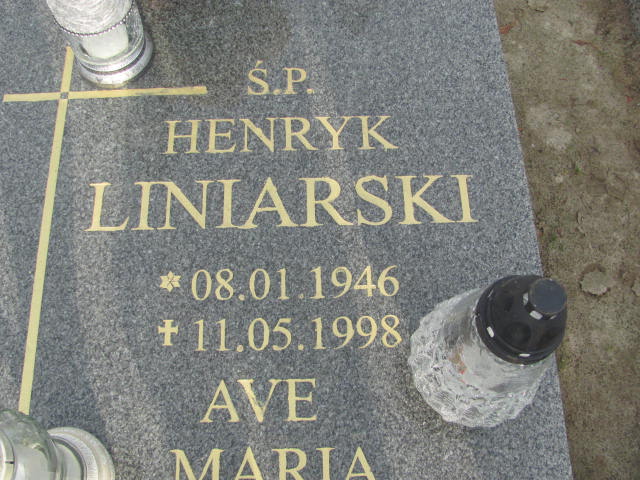 Ś.P.
HENRYK
LINIARSKI
08.01.1946
11.05.1998
AVE
MARIA